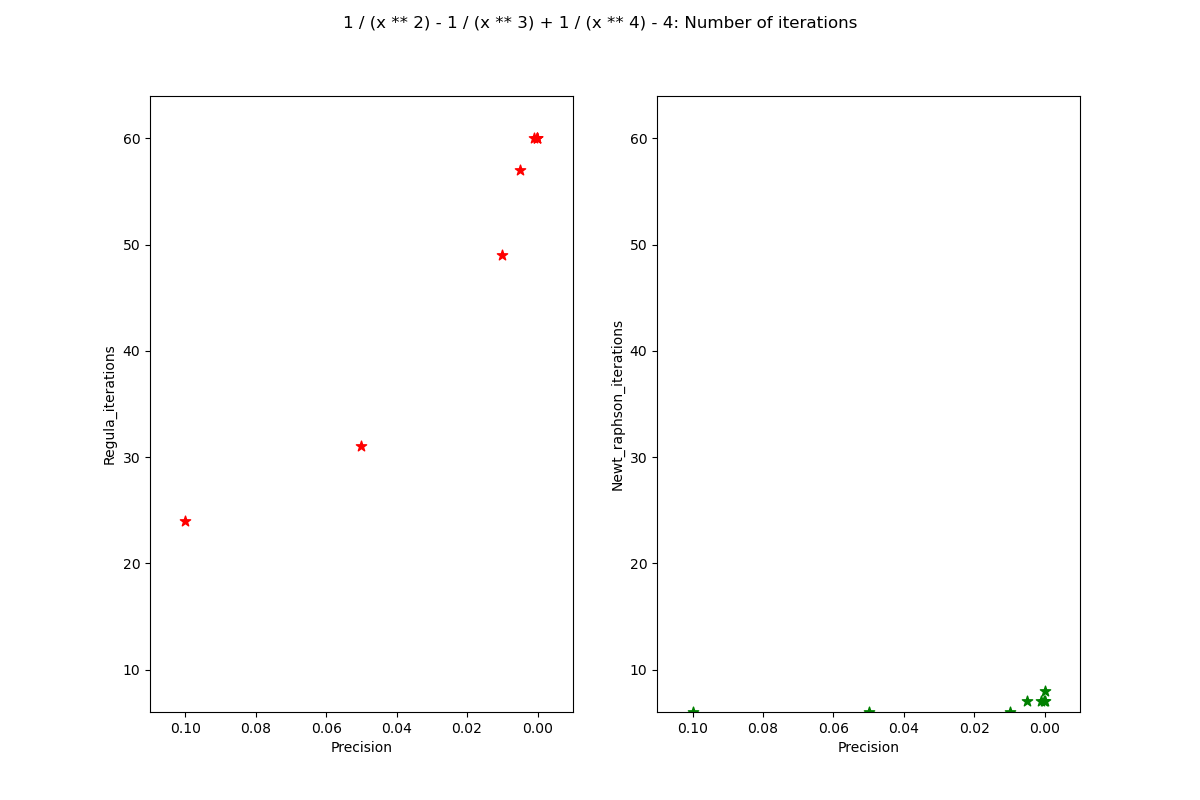 1 / (x ** 2) - 1 / (x ** 3) + 1 / (x ** 4) - 4: Number of iterations
Regula_iterations
60
50
40
30
20
10
0.10 0.08 0.06 0.04 0.02 0.00
Precision
Newt_raphson_iterations
60
50
40
30
20
10
0.10 0.08 0.06 0.04 0.02 0.00
Precision